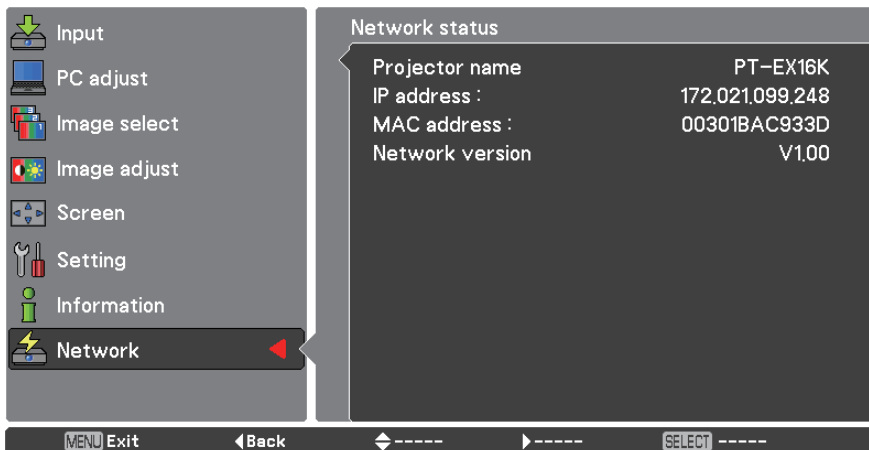 Input
PC adjust
Image select
Image adjust
Screen
Setting
Information
Network
Network status
Projector name PT-EX16K
IP address : 172.021.099.248
MAC address : 00301BAC933D
Network version V1.00
MENU Exit Back ----- ----- SELECT -----